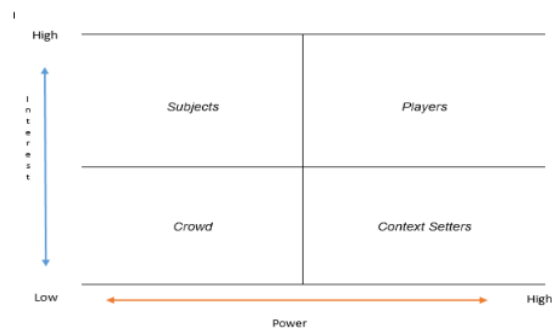 I
High
Interest
Subjects
Players
Crowd
Context Setters
Low
High
Power